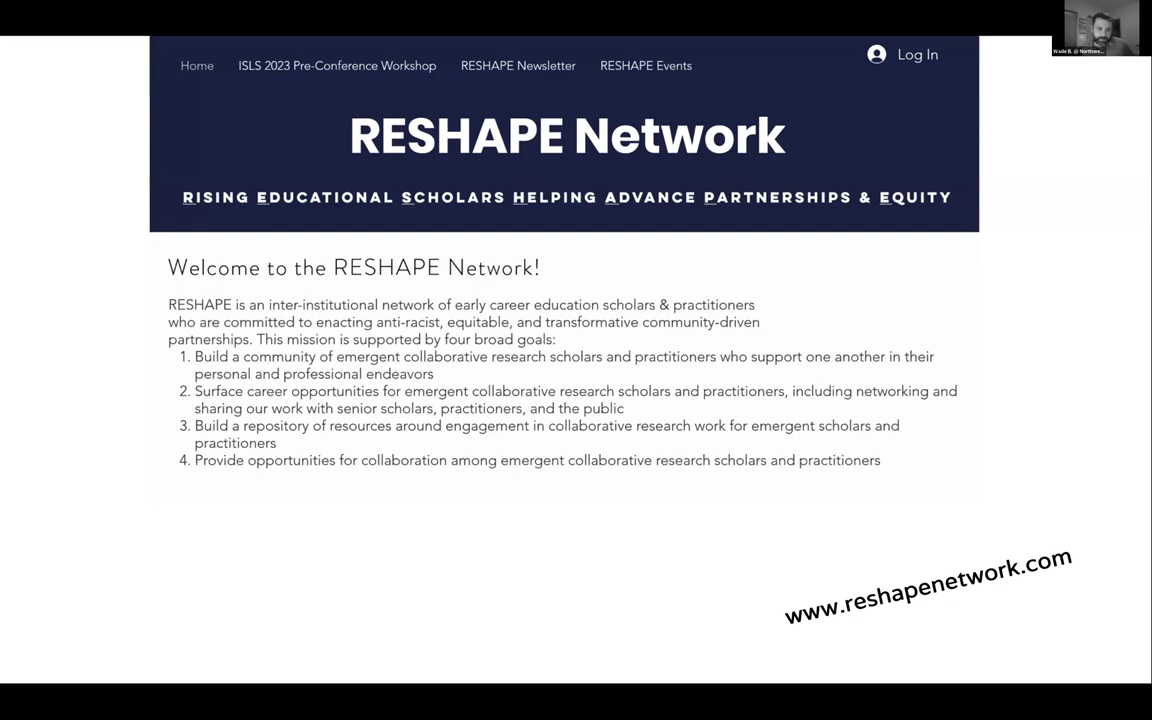 Home ISLS 2023 Pre-Conference Workshop RESHAPE Newsletter RESHAPE Events Log In
RESHAPE Network
RISING EDUCATIONAL SCHOLARS HELPING ADVANCE PARTNERSHIPS & EQUITY
Welcome to the RESHAPE Network!
RESHAPE is an inter-institutional network of early career education scholars & practitioners
who are committed to enacting anti-racist, equitable, and transformative community-driven
partnerships. This mission is supported by four broad goals:
1. Build a community of emergent collaborative research scholars and practitioners who support one another in their
personal and professional endeavors
2. Surface career opportunities for emergent collaborative research scholars and practitioners, including networking and
sharing our work with senior scholars, practitioners, and the public
3. Build a repository of resources around engagement in collaborative research work for emergent scholars and
practitioners
4. Provide opportunities for collaboration among emergent collaborative research scholars and practitioners
www.reshapenetwork.com
Wade B. @ Northwe...